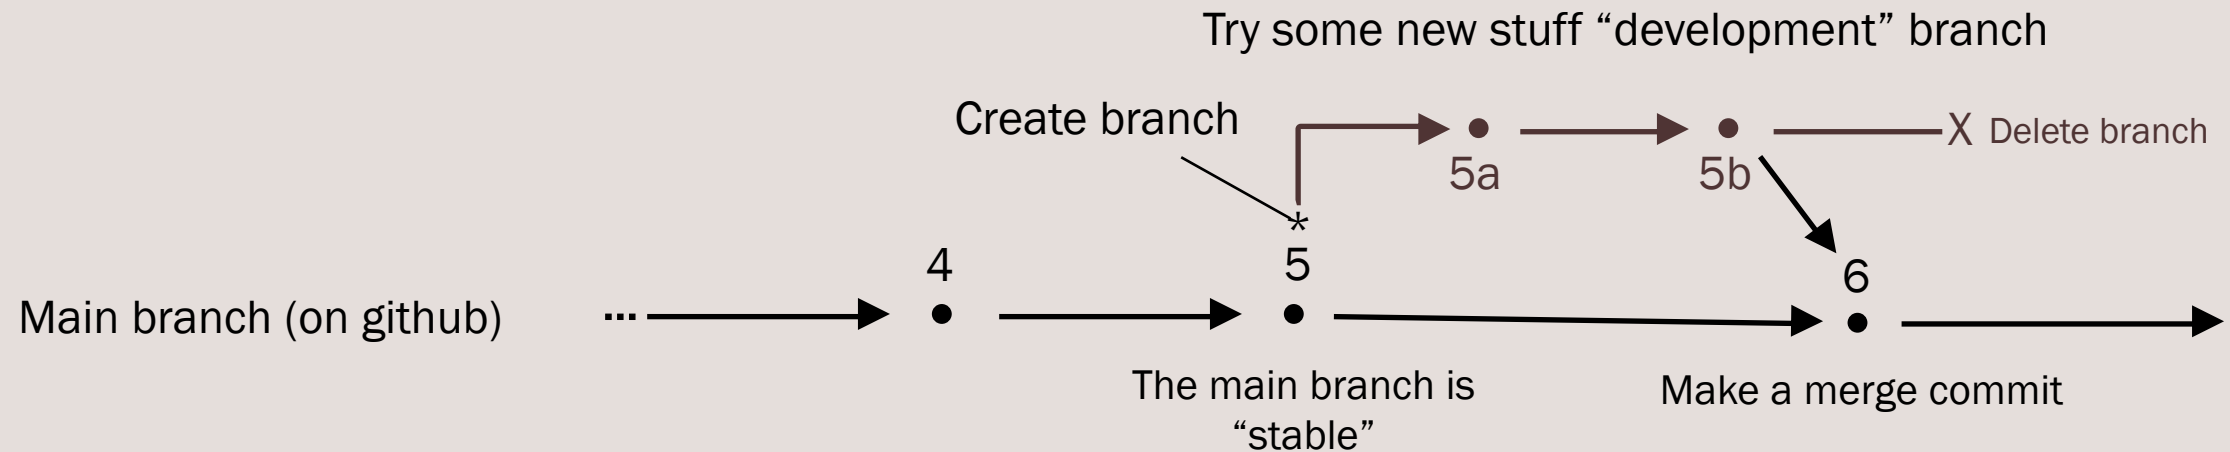 Try some new stuff “development” branch
Create branch
X Delete branch
5a
5b
*
4
5
6
Main branch (on github)
...
The main branch is
“stable”
Make a merge commit